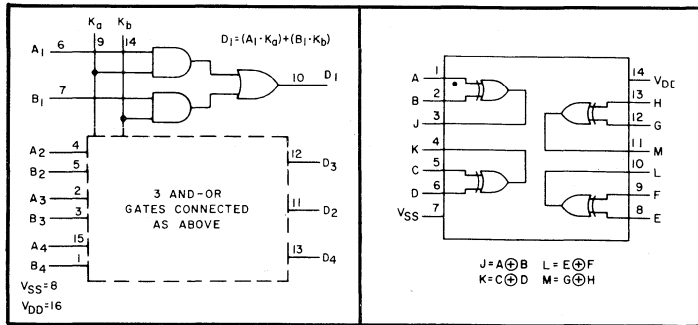 Ka Kb
9 14
D1=(A1·Ka)+(B1·Kb)
A1 6
10 D1
B1 7
A2 4
B2 5
A3 2
B3 3
A4 15
B4 1
3 AND-OR
GATES CONNECTED
AS ABOVE
12 D3
11 D2
13 D4
VSS=8
VDD=16
A 1
B 2
J 3
K 4
C 5
D 6
VSS 7
14 VDD
13 H
12 G
11 M
10 L
9 F
8 E
J=A⊕B L=E⊕F
K=C⊕D M=G⊕H